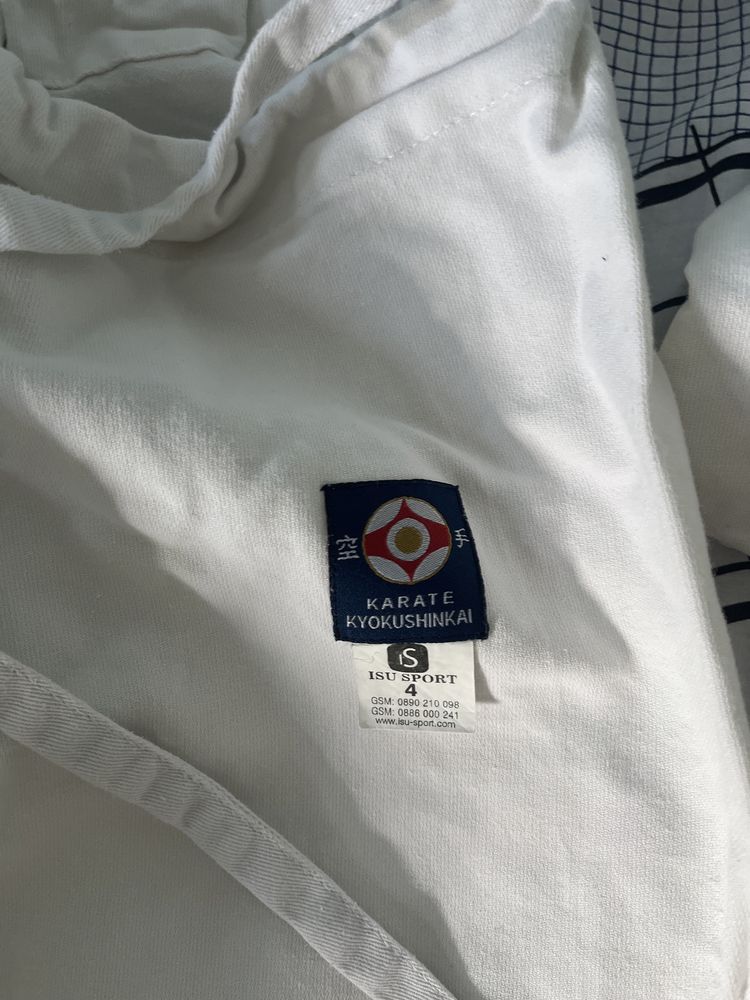 空 手
KARATE
KYOKUSHINKAI
iS
ISU SPORT
4
GSM: 0890 210 098
GSM: 0886 000 241
www.isu-sport.com